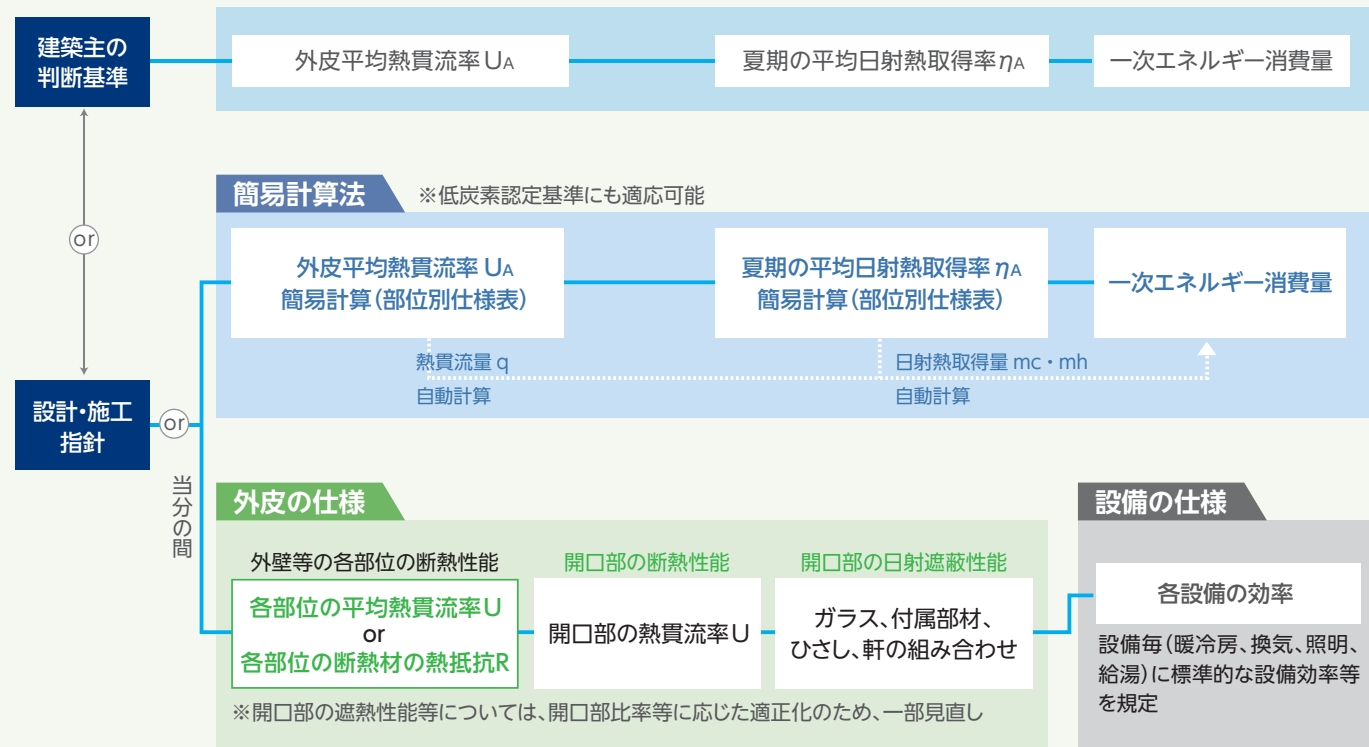 建築主の
判断基準
外皮平均熱貫流率UA
夏期の平均日射熱取得率ηA
一次エネルギー消費量
or
簡易計算法
※低炭素認定基準にも適応可能
外皮平均熱貫流率 UA
簡易計算(部位別仕様表)
夏期の平均日射熱取得率 ηA
簡易計算(部位別仕様表)
一次エネルギー消費量
熱貫流量 q
自動計算
日射熱取得量 mc・mh
自動計算
設計・施工
指針
or
当分の間
外皮の仕様
外壁等の各部位の断熱性能
各部位の平均熱貫流率U
or
各部位の断熱材の熱抵抗R
開口部の断熱性能
開口部の熱貫流率U
開口部の日射遮蔽性能
ガラス、付属部材、
ひさし、軒の組み合わせ
※開口部の遮熱性能等については、開口部比率等に応じた適正化のため、一部見直し
設備の仕様
各設備の効率
設備毎(暖冷房、換気、照明、
給湯)に標準的な設備効率等
を規定